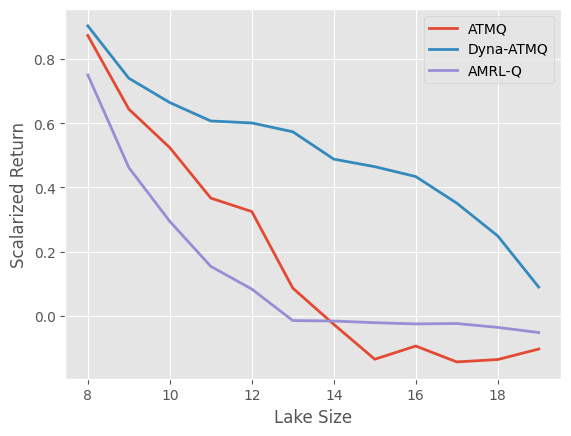 ATMQ
Dyna-ATMQ
AMRL-Q
Scalarized Return
0.8
0.6
0.4
0.2
0.0
8 10 12 14 16 18
Lake Size